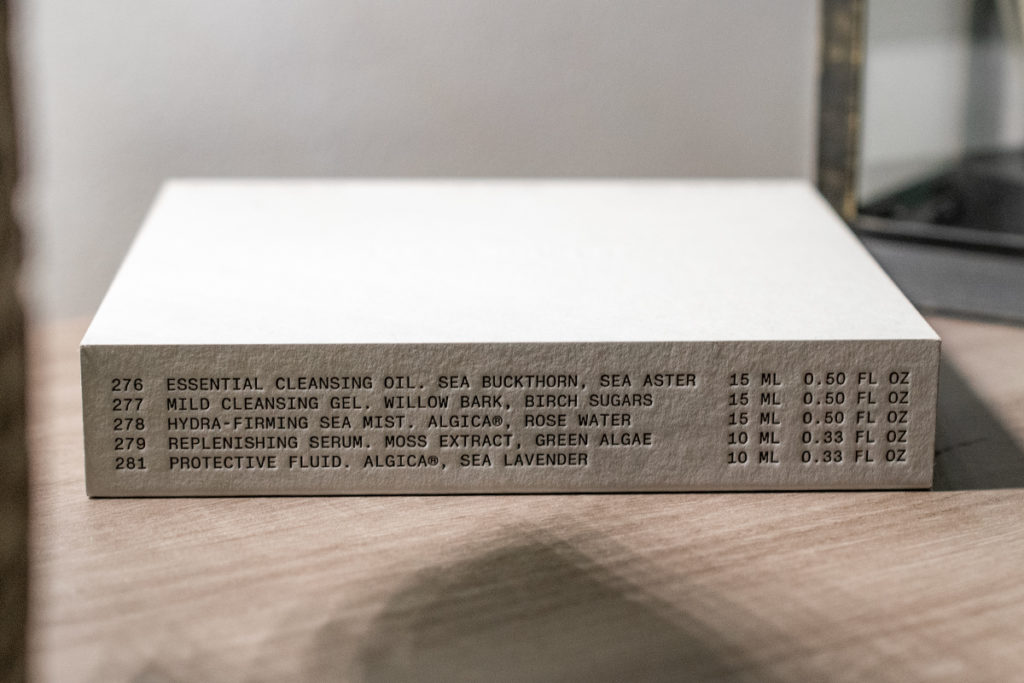 276 ESSENTIAL CLEANSING OIL. SEA BUCKTHORN, SEA ASTER 15 ML 0.50 FL OZ
277 MILD CLEANSING GEL. WILLOW BARK, BIRCH SUGARS 15 ML 0.50 FL OZ
278 HYDRA-FIRMING SEA MIST. ALGICA®, ROSE WATER 15 ML 0.50 FL OZ
279 REPLENISHING SERUM. MOSS EXTRACT, GREEN ALGAE 10 ML 0.33 FL OZ
281 PROTECTIVE FLUID. ALGICA®, SEA LAVENDER 10 ML 0.33 FL OZ